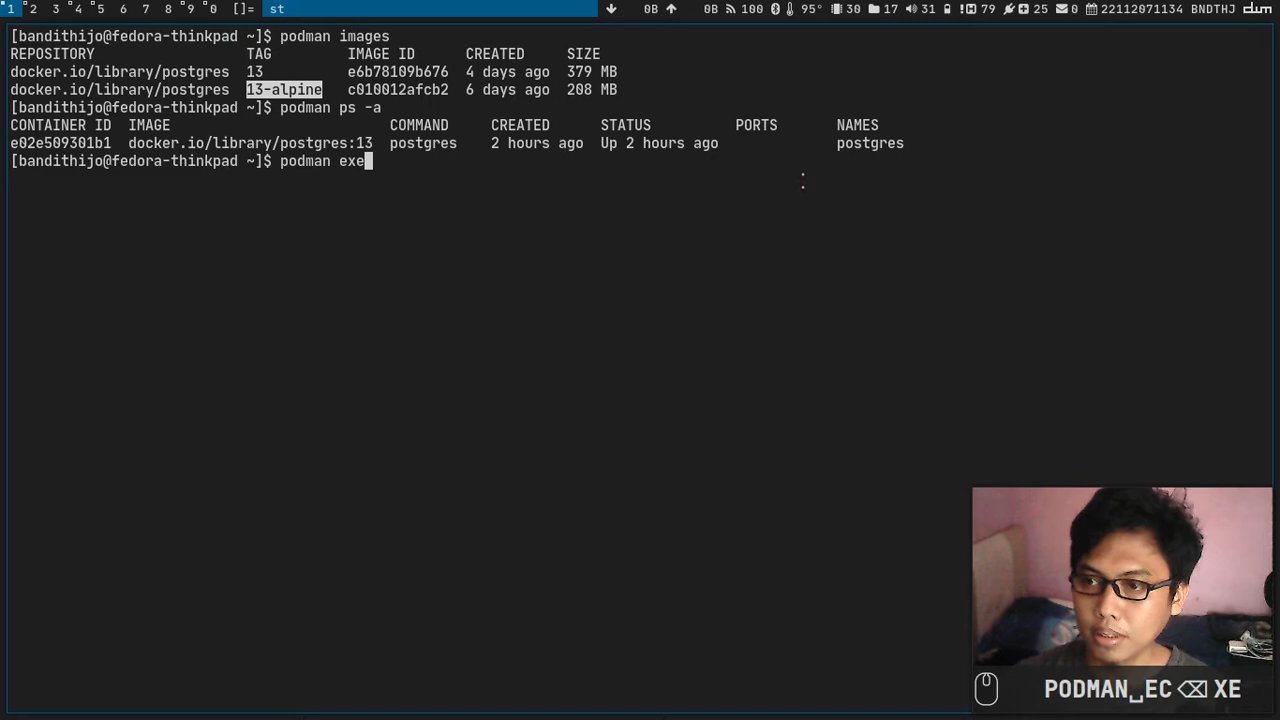 1 2 3 4 5 6 7 8 9 0 []= st 0B 0B 100 95° 30 17 31 !H 79 25 0 22112071134 BNDTHJ dwm
[bandithijo@fedora-thinkpad ~]$ podman images
REPOSITORY TAG IMAGE ID CREATED SIZE
docker.io/library/postgres 13 e6b78109b676 4 days ago 379 MB
docker.io/library/postgres 13-alpine c010012afcb2 6 days ago 208 MB
[bandithijo@fedora-thinkpad ~]$ podman ps -a
CONTAINER ID IMAGE COMMAND CREATED STATUS PORTS NAMES
e02e509301b1 docker.io/library/postgres:13 postgres 2 hours ago Up 2 hours ago postgres
[bandithijo@fedora-thinkpad ~]$ podman exe
PODMAN␣EC ⌫ XE